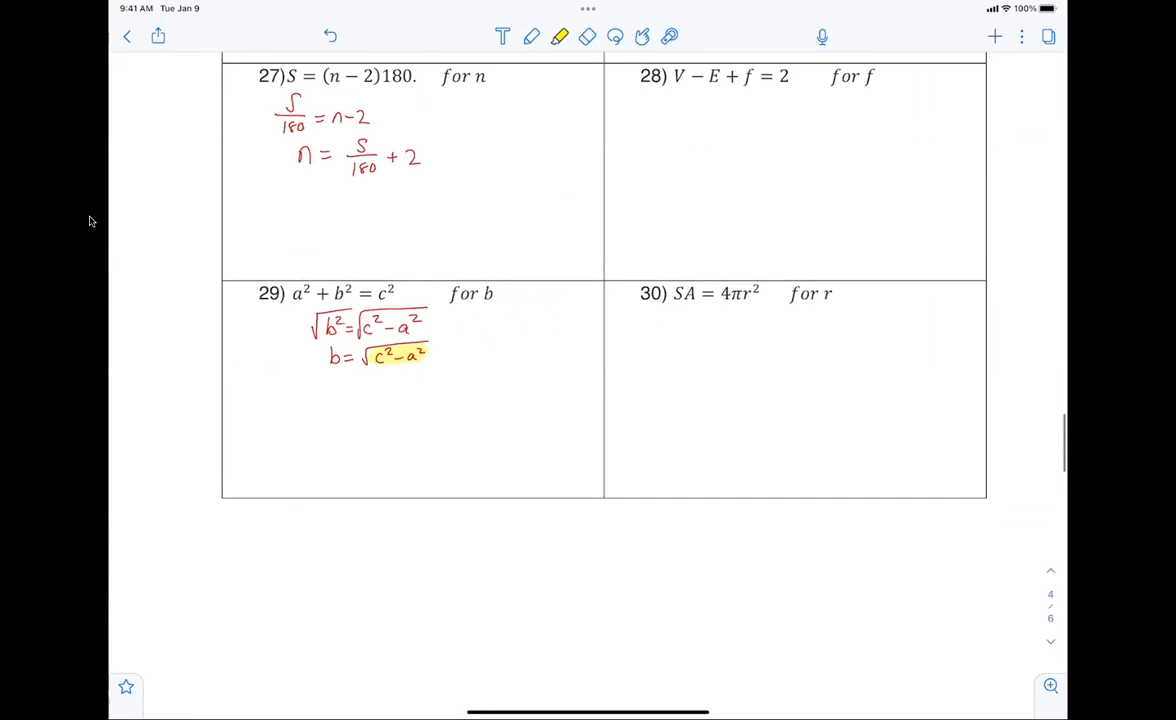 9:41 AM Tue Jan 9
100%
27)S = (n − 2)180. for n
S/180 = n-2
n = S/180 + 2
28) V − E + f = 2 for f
29) a² + b² = c² for b
√b² = √c²-a²
b = √c²-a²
30) SA = 4πr² for r
4
/
6